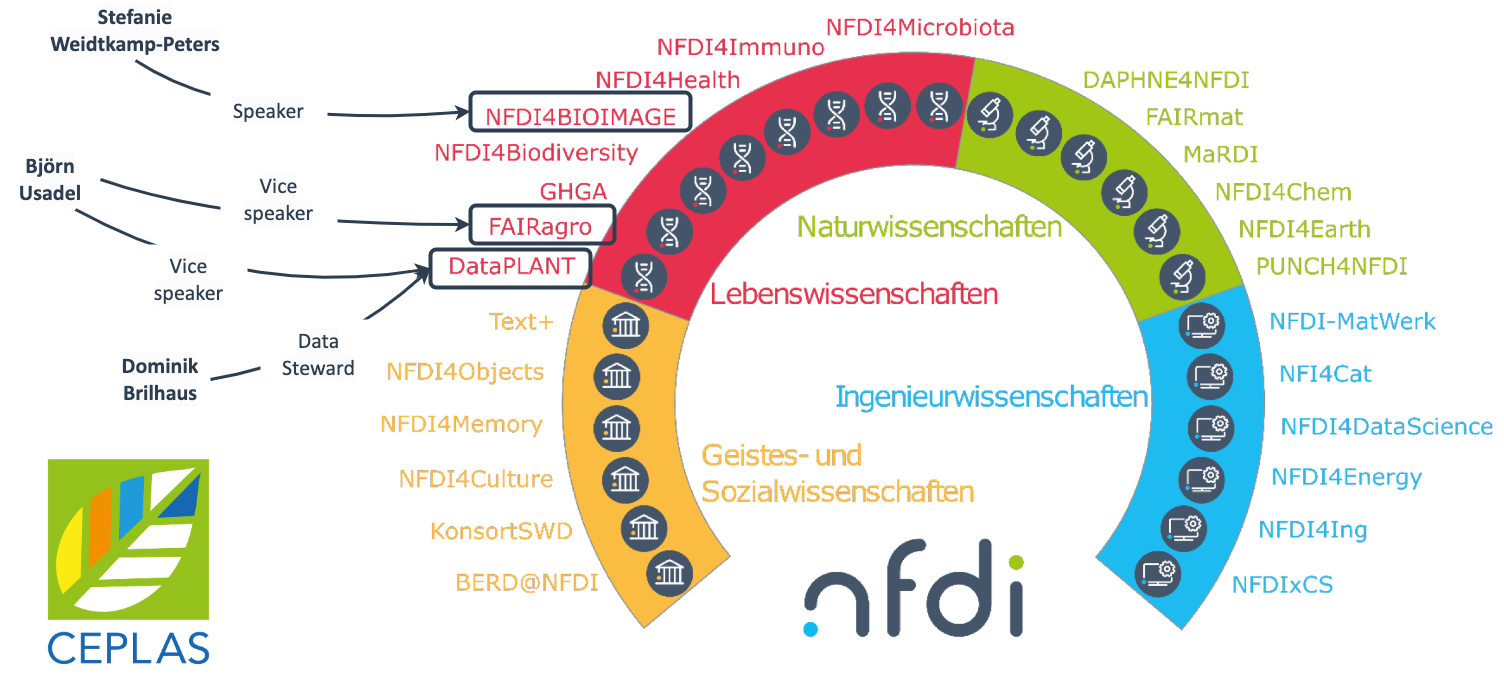 Stefanie
Weidtkamp-Peters
Speaker
Björn
Usadel
Vice
speaker
Vice
speaker
Dominik
Brilhaus
Data
Steward
CEPLAS
NFDI4Microbiota
NFDI4Immuno
NFDI4Health
NFDI4BIOIMAGE
NFDI4Biodiversity
GHGA
FAIRagro
DataPLANT
Text+
NFDI4Objects
NFDI4Memory
NFDI4Culture
KonsortSWD
BERD@NFDI
Naturwissenschaften
Lebenswissenschaften
Ingenieurwissenschaften
Geistes- und
Sozialwissenschaften
nfdi
DAPHNE4NFDI
FAIRmat
MaRDI
NFDI4Chem
NFDI4Earth
PUNCH4NFDI
NFDI-MatWerk
NFI4Cat
NFDI4DataScience
NFDI4Energy
NFDI4Ing
NFDIxCS